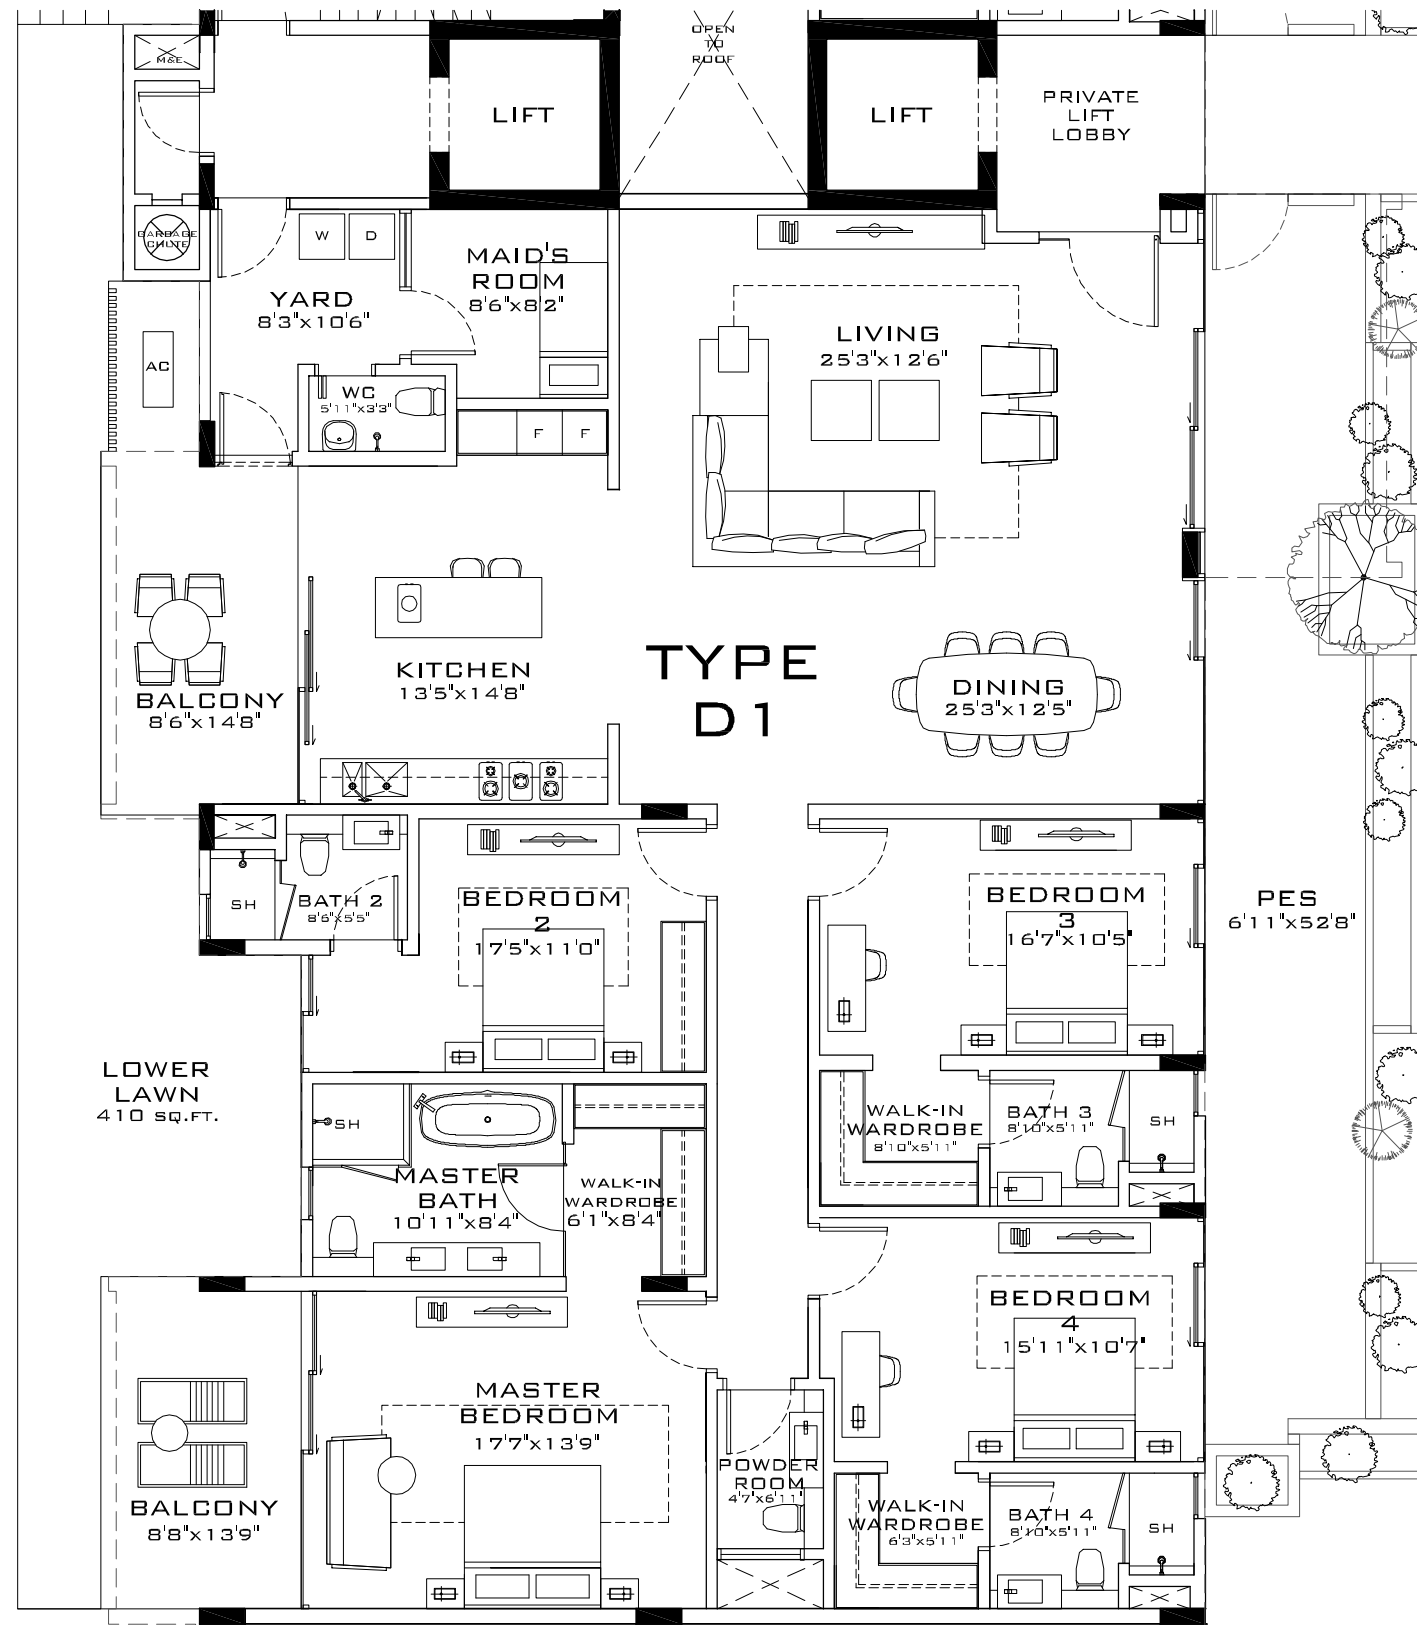 OPEN
TO
ROOF
M&E
LIFT
LIFT
PRIVATE
LIFT
LOBBY
GARBAGE
CHUTE
W
D
MAID'S
ROOM
8'6"x8'2"
YARD
8'3"x10'6"
LIVING
25'3"x12'6"
AC
WC
5'11"x3'3"
F
F
KITCHEN
13'5"x14'8"
TYPE
D1
DINING
25'3"x12'5"
BALCONY
8'6"x14'8"
SH
BATH 2
8'6"x5'5"
BEDROOM
2
17'5"x11'0"
BEDROOM
3
16'7"x10'5"
PES
6'11"x52'8"
LOWER
LAWN
410 SQ.FT.
SH
MASTER
BATH
10'11"x8'4"
WALK-IN
WARDROBE
6'1"x8'4"
WALK-IN
WARDROBE
8'10"x5'11"
BATH 3
8'10"x5'11"
SH
BEDROOM
4
15'11"x10'7"
MASTER
BEDROOM
17'7"x13'9"
POWDER
ROOM
4'7"x6'11"
BALCONY
8'8"x13'9"
WALK-IN
WARDROBE
6'3"x5'11"
BATH 4
8'10"x5'11"
SH